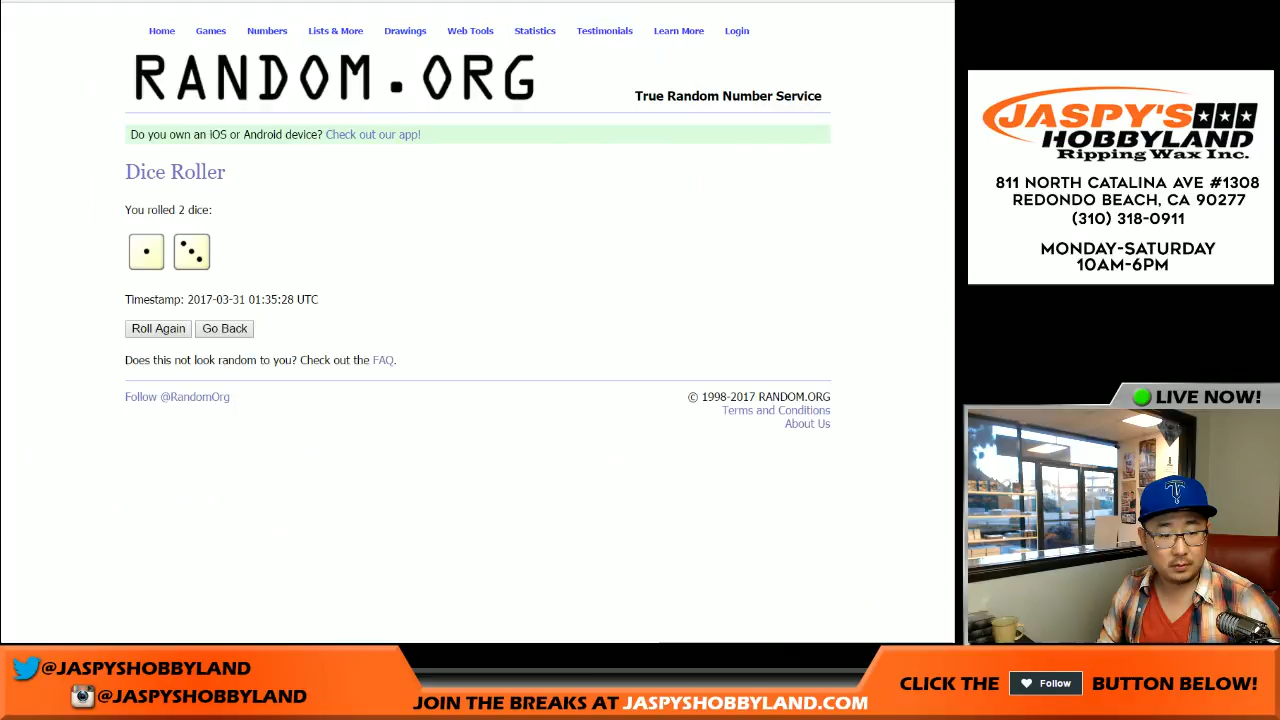 Home Games Numbers Lists & More Drawings Web Tools Statistics Testimonials Learn More Login
RANDOM.ORG
True Random Number Service
Do you own an iOS or Android device? Check out our app!
Dice Roller
You rolled 2 dice:
Timestamp: 2017-03-31 01:35:28 UTC
Roll Again Go Back
Does this not look random to you? Check out the FAQ.
Follow @RandomOrg
© 1998-2017 RANDOM.ORG
Terms and Conditions
About Us
JASPY'S
HOBBYLAND
Ripping Wax Inc.
811 NORTH CATALINA AVE #1308
REDONDO BEACH, CA 90277
(310) 318-0911
MONDAY-SATURDAY
10AM-6PM
LIVE NOW!
@JASPYSHOBBYLAND
@JASPYSHOBBYLAND
JOIN THE BREAKS AT JASPYSHOBBYLAND.COM
CLICK THE Follow BUTTON BELOW!